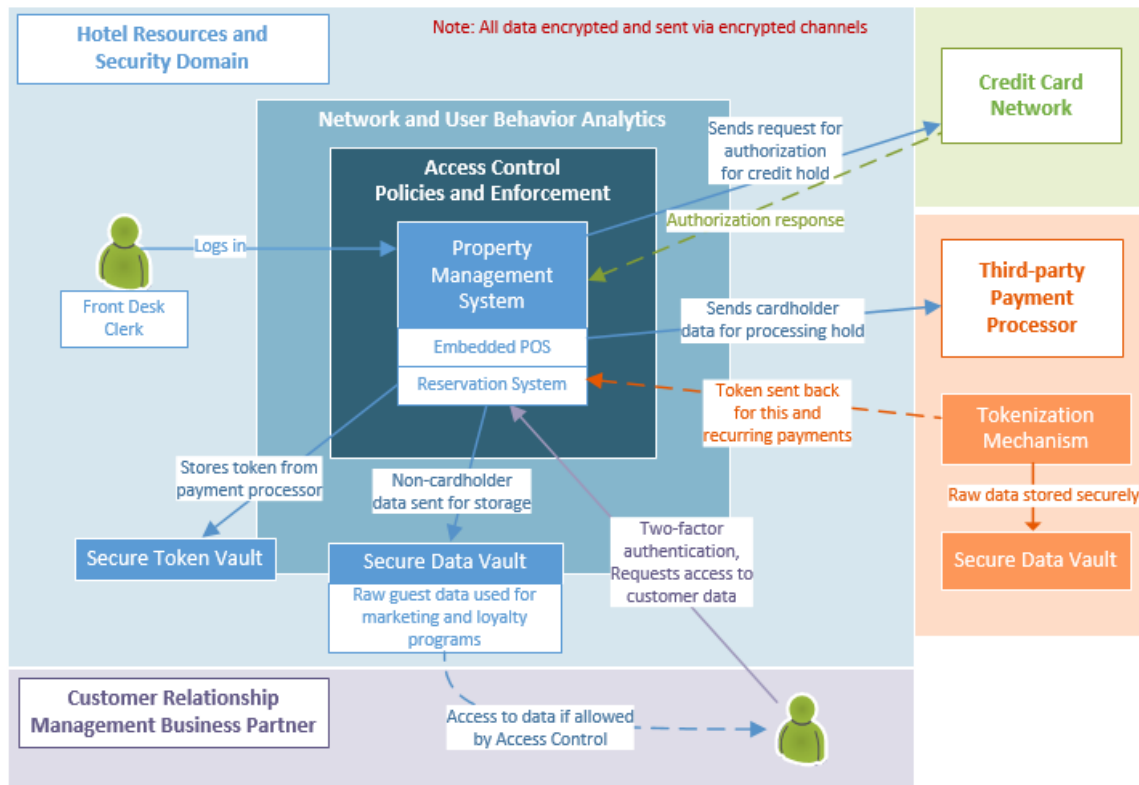 Hotel Resources and
Security Domain
Note: All data encrypted and sent via encrypted channels
Credit Card
Network
Network and User Behavior Analytics
Sends request for
authorization
for credit hold
Access Control
Policies and Enforcement
Authorization response
Logs in
Property
Management
System
Front Desk
Clerk
Third-party
Payment
Processor
Sends cardholder
data for processing hold
Embedded POS
Reservation System
Token sent back
for this and
recurring payments
Tokenization
Mechanism
Stores token from
payment processor
Non-cardholder
data sent for storage
Raw data stored securely
Two-factor
authentication,
Requests access to
customer data
Secure Token Vault
Secure Data Vault
Raw guest data used for
marketing and loyalty
programs
Secure Data Vault
Customer Relationship
Management Business Partner
Access to data if allowed
by Access Control